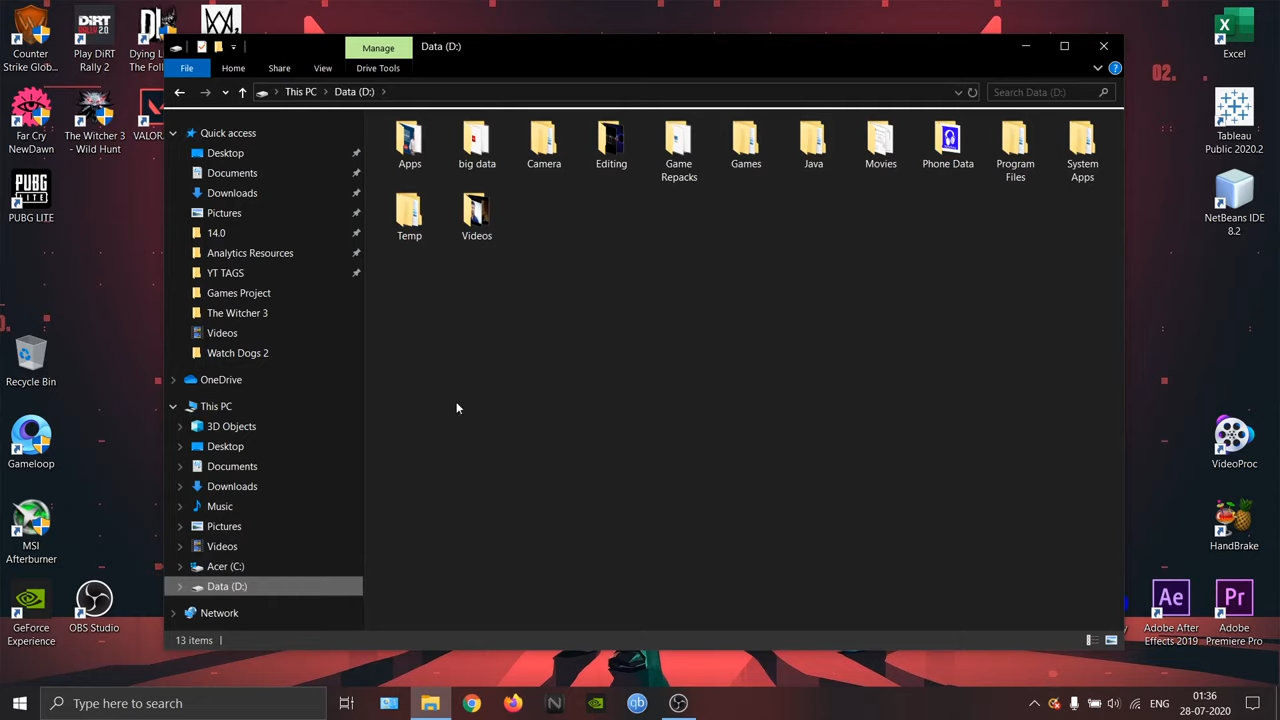 Counter
Strike Glob...
Play DiRT
Rally 2
Dying Li
The Foll
Manage
Data (D:)
File
Home
Share
View
Drive Tools
This PC
Data (D:)
Search Data (D:)
02.
Excel
Far Cry
NewDawn
The Witcher 3
- Wild Hunt
VALOR
PUBG LITE
Quick access
Desktop
Documents
Downloads
Pictures
14.0
Analytics Resources
YT TAGS
Games Project
The Witcher 3
Videos
Watch Dogs 2
OneDrive
This PC
3D Objects
Desktop
Documents
Downloads
Music
Pictures
Videos
Acer (C:)
Data (D:)
Network
Apps
big data
Camera
Editing
Game
Repacks
Games
Java
Movies
Phone Data
Program
Files
System
Apps
Temp
Videos
13 items
Tableau
Public 2020.2
NetBeans IDE
8.2
Recycle Bin
Gameloop
MSI
Afterburner
GeForce
Experience
OBS Studio
VideoProc
HandBrake
Ae
Adobe After
Effects 2019
Pr
Adobe
Premiere Pro
Type here to search
ENG
01:36
28-07-2020